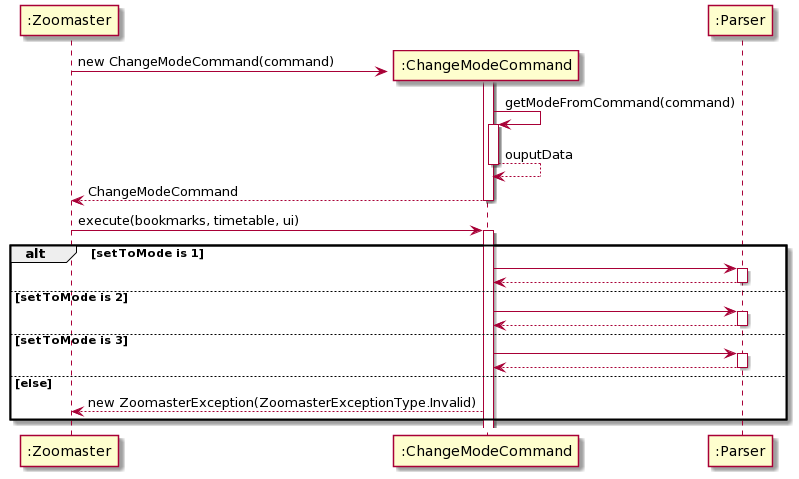 :Zoomaster
:Parser
:ChangeModeCommand
new ChangeModeCommand(command)
getModeFromCommand(command)
ouputData
ChangeModeCommand
execute(bookmarks, timetable, ui)
alt [setToMode is 1]
[setToMode is 2]
[setToMode is 3]
[else]
new ZoomasterException(ZoomasterExceptionType.Invalid)
:Zoomaster
:ChangeModeCommand
:Parser